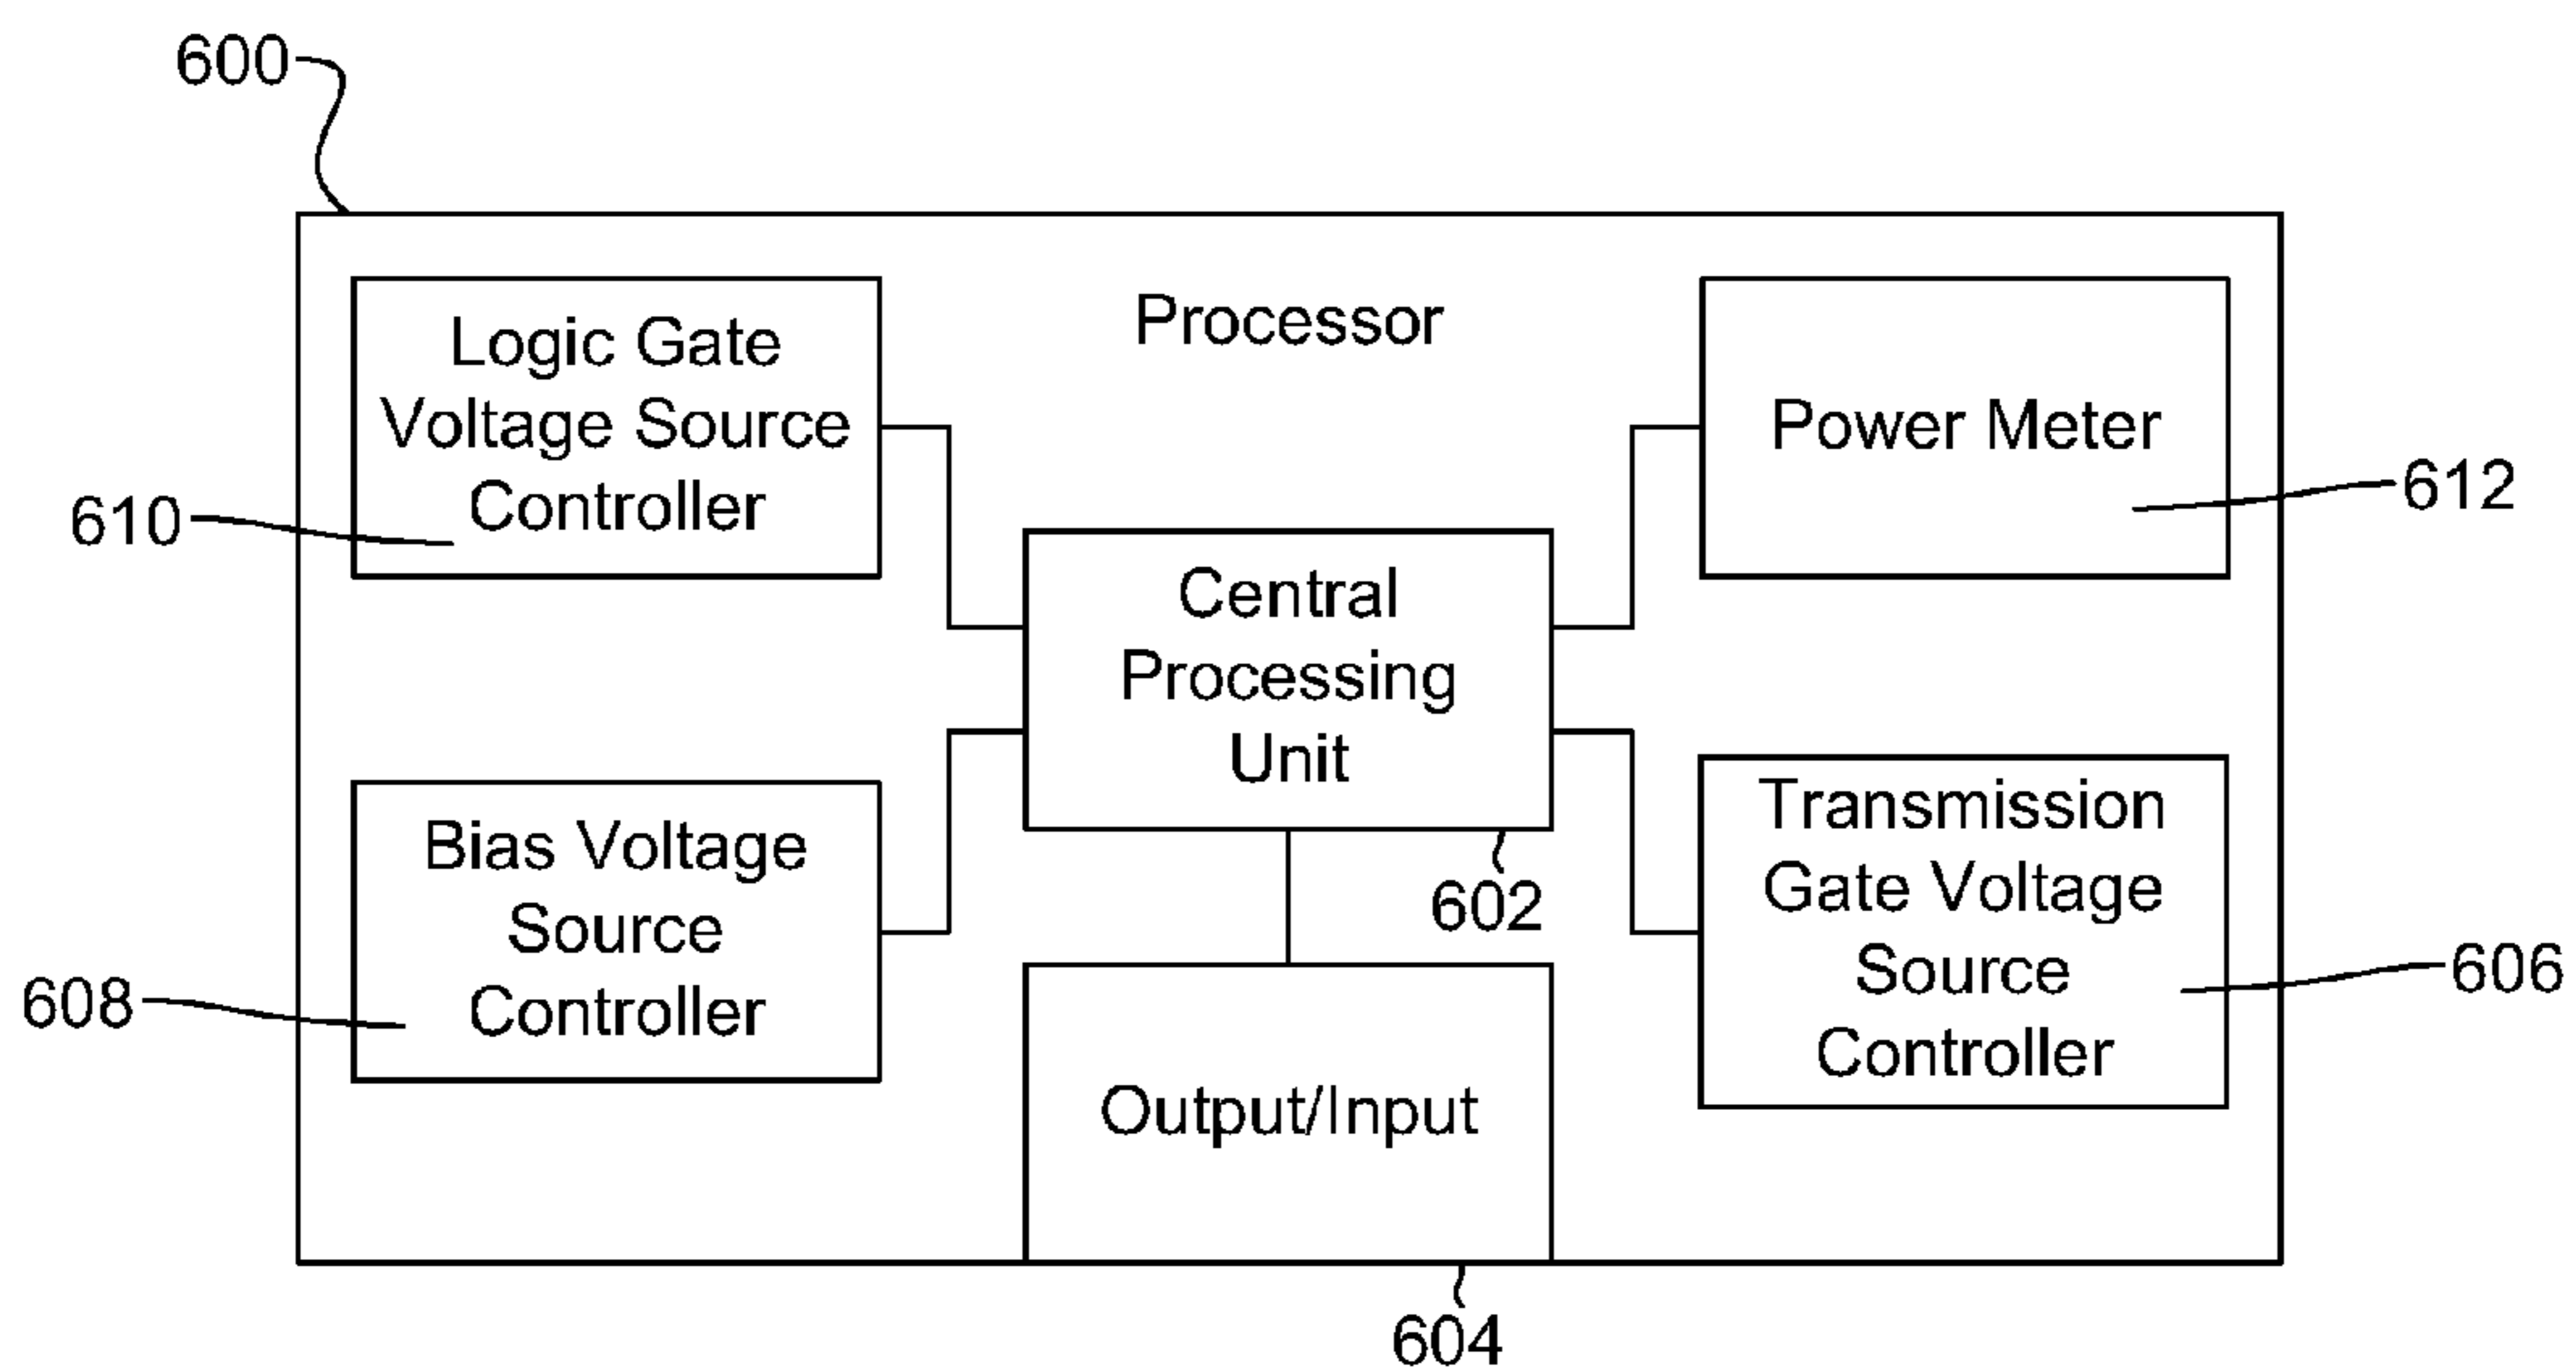 600
Processor
Logic Gate
Voltage Source
Controller
610
Power Meter
612
Central
Processing
Unit
602
Bias Voltage
Source
Controller
608
Transmission
Gate Voltage
Source
Controller
606
Output/Input
604